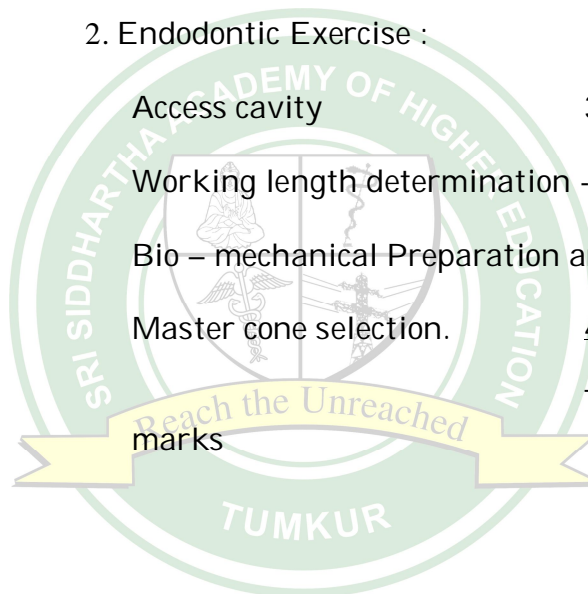 2. Endodontic Exercise :
Access cavity
Working length determination -
Bio – mechanical Preparation a
Master cone selection.
marks
SRI SIDDHARTHA ACADEMY OF HIGHER EDUCATION
Reach the Unreached
TUMKUR